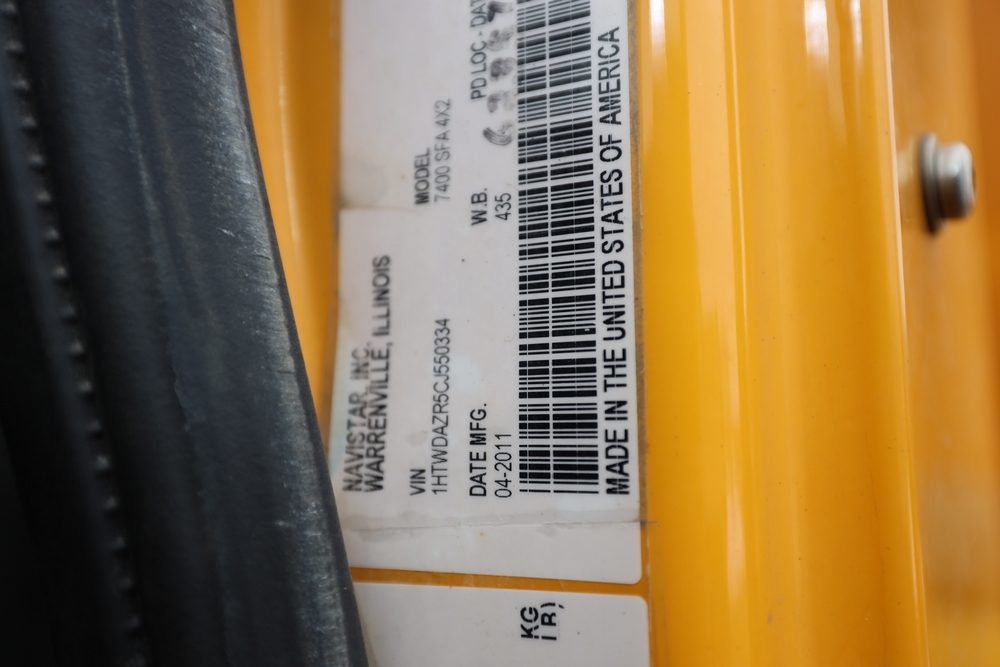 NAVISTAR, INC.
WARRENVILLE, ILLINOIS
VIN
1HTWDAZR5CJ550334
MODEL
7400 SFA 4X2
DATE MFG.
04-2011
W.B.
435
PD LOC - DAT
MADE IN THE UNITED STATES OF AMERICA
KG